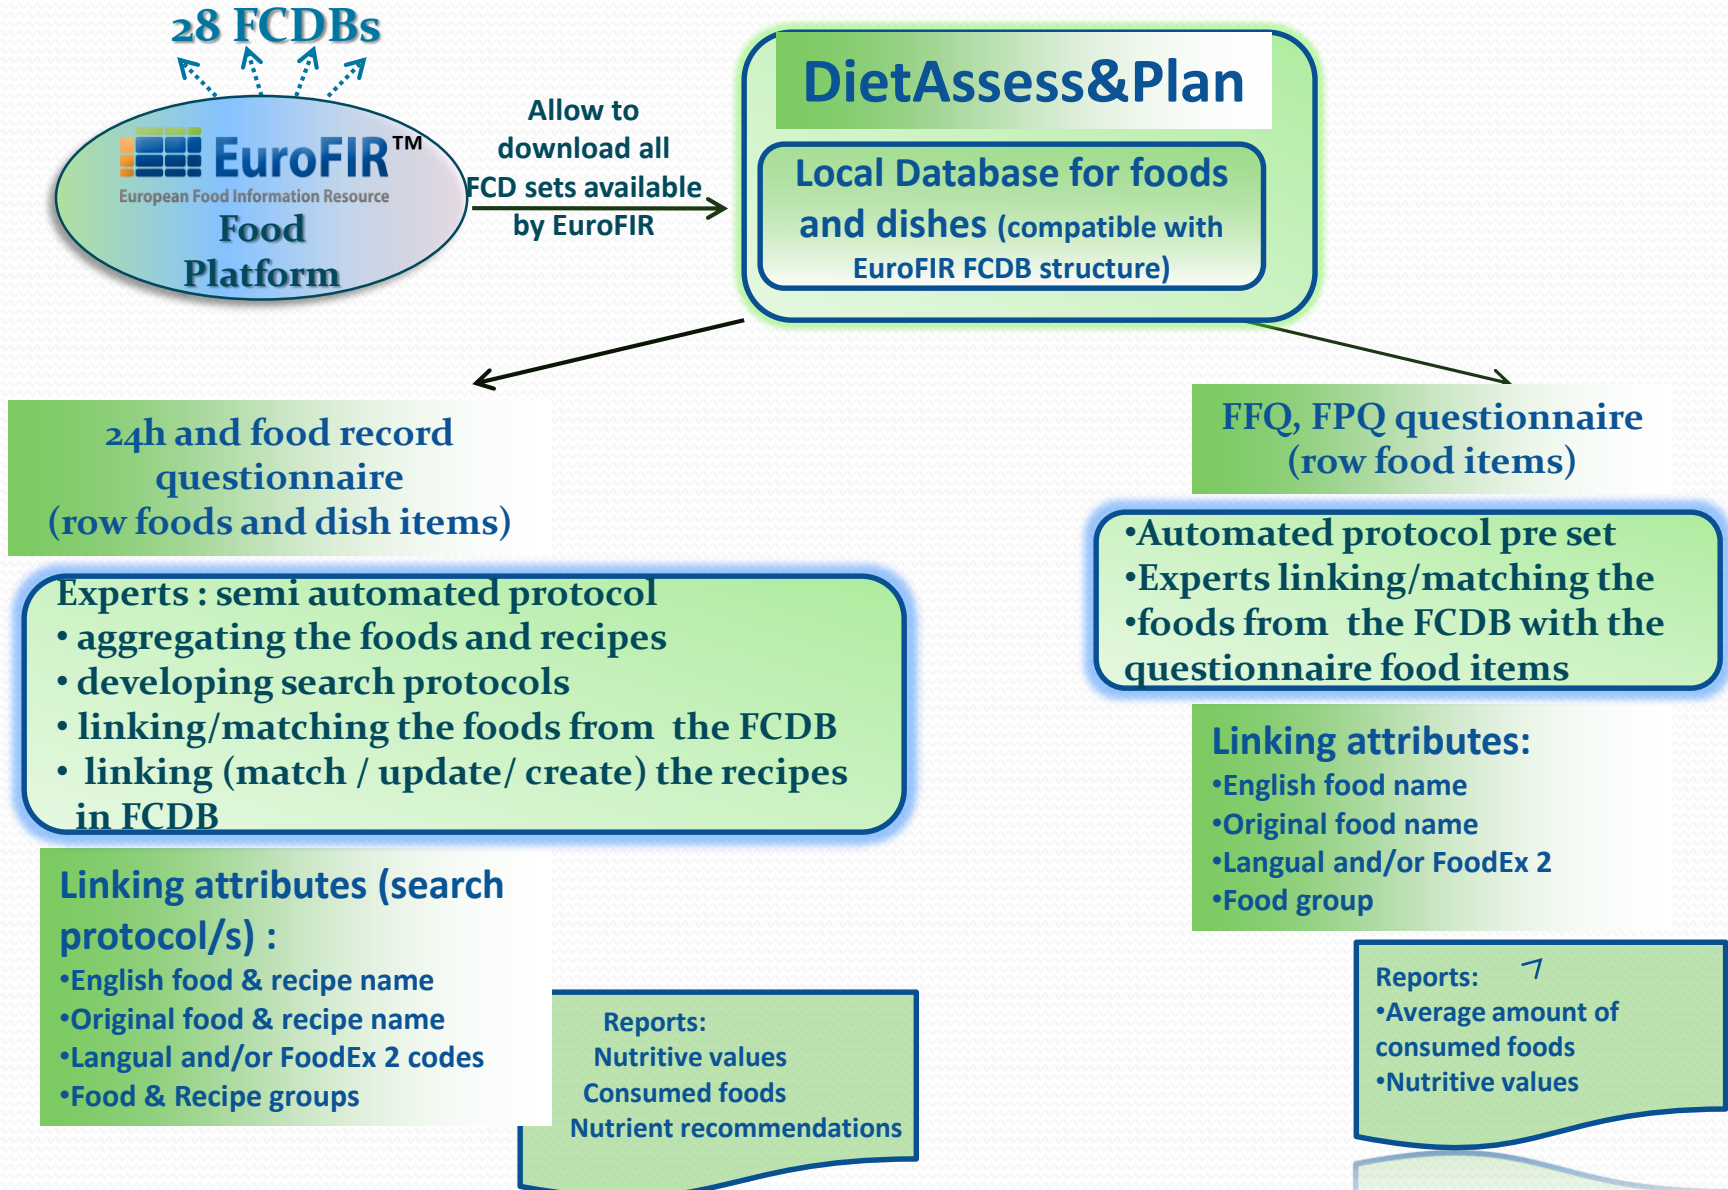 28 FCDBs
EuroFIR™
European Food Information Resource
Food
Platform
Allow to
download all
FCD sets available
by EuroFIR
DietAssess&Plan
Local Database for foods
and dishes (compatible with
EuroFIR FCDB structure)
24h and food record
questionnaire
(row foods and dish items)
Experts : semi automated protocol
• aggregating the foods and recipes
• developing search protocols
• linking/matching the foods from the FCDB
• linking (match / update/ create) the recipes
in FCDB
Linking attributes (search
protocol/s) :
•English food & recipe name
•Original food & recipe name
•Langual and/or FoodEx 2 codes
•Food & Recipe groups
Reports:
Nutritive values
Consumed foods
Nutrient recommendations
FFQ, FPQ questionnaire
(row food items)
•Automated protocol pre set
•Experts linking/matching the
•foods from the FCDB with the
questionnaire food items
Linking attributes:
•English food name
•Original food name
•Langual and/or FoodEx 2
•Food group
Reports:
•Average amount of
consumed foods
•Nutritive values